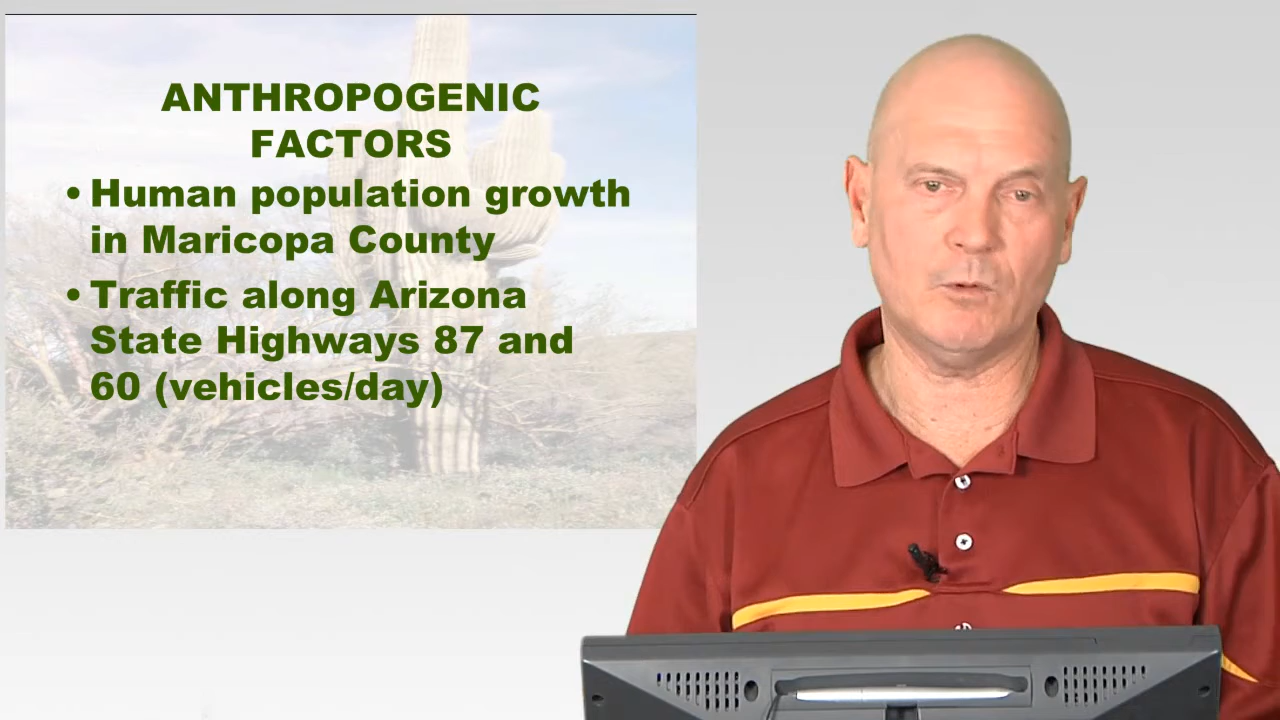 ANTHROPOGENIC
FACTORS
• Human population growth
in Maricopa County
• Traffic along Arizona
State Highways 87 and
60 (vehicles/day)